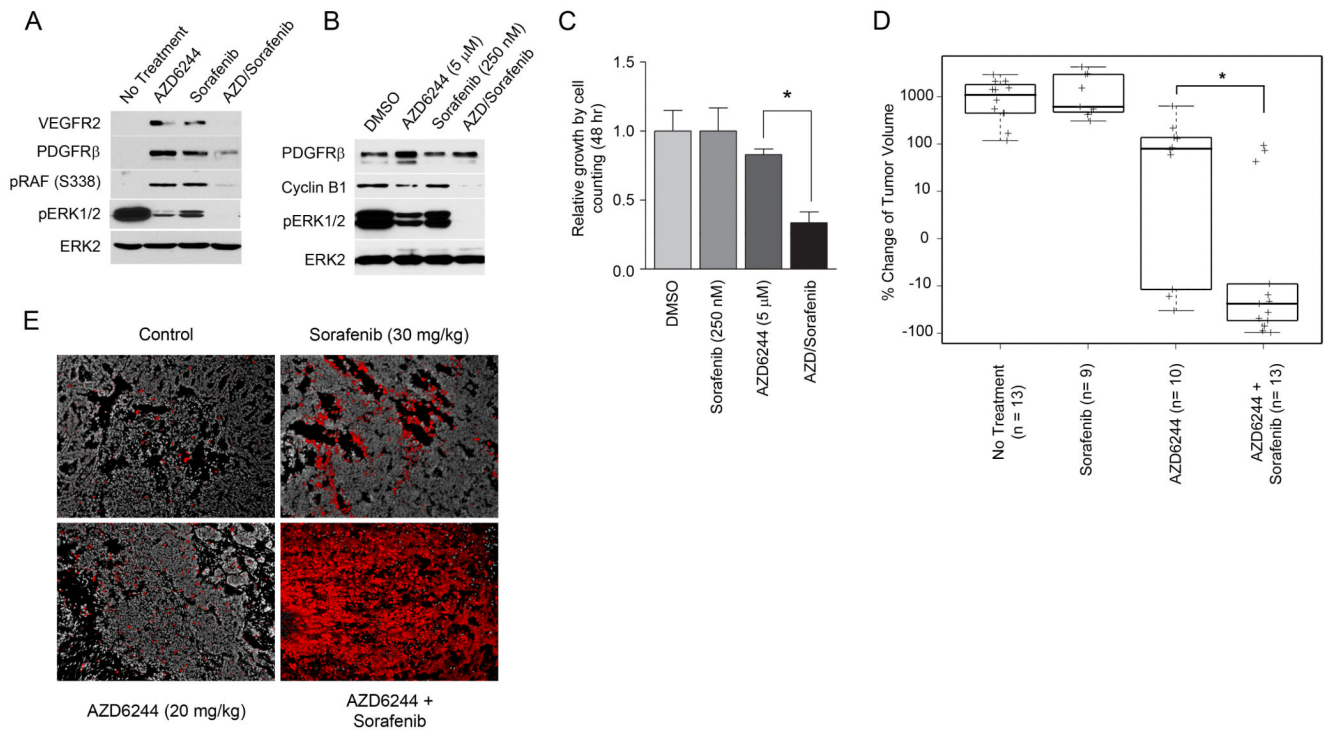 A
No Treatment
AZD6244
Sorafenib
AZD/Sorafenib
VEGFR2
PDGFRβ
pRAF (S338)
pERK1/2
ERK2
B
DMSO
AZD6244 (5 µM)
Sorafenib (250 nM)
AZD/Sorafenib
PDGFRβ
Cyclin B1
pERK1/2
ERK2
C
Relative growth by cell
counting (48 hr)
1.5
1.0
0.5
0.0
*
DMSO
Sorafenib (250 nM)
AZD6244 (5 µM)
AZD/Sorafenib
D
% Change of Tumor Volume
1000
100
10
0
-10
-100
*
No Treatment
(n = 13)
Sorafenib (n= 9)
AZD6244 (n= 10)
AZD6244 +
Sorafenib (n= 13)
E
Control
Sorafenib (30 mg/kg)
AZD6244 (20 mg/kg)
AZD6244 +
Sorafenib